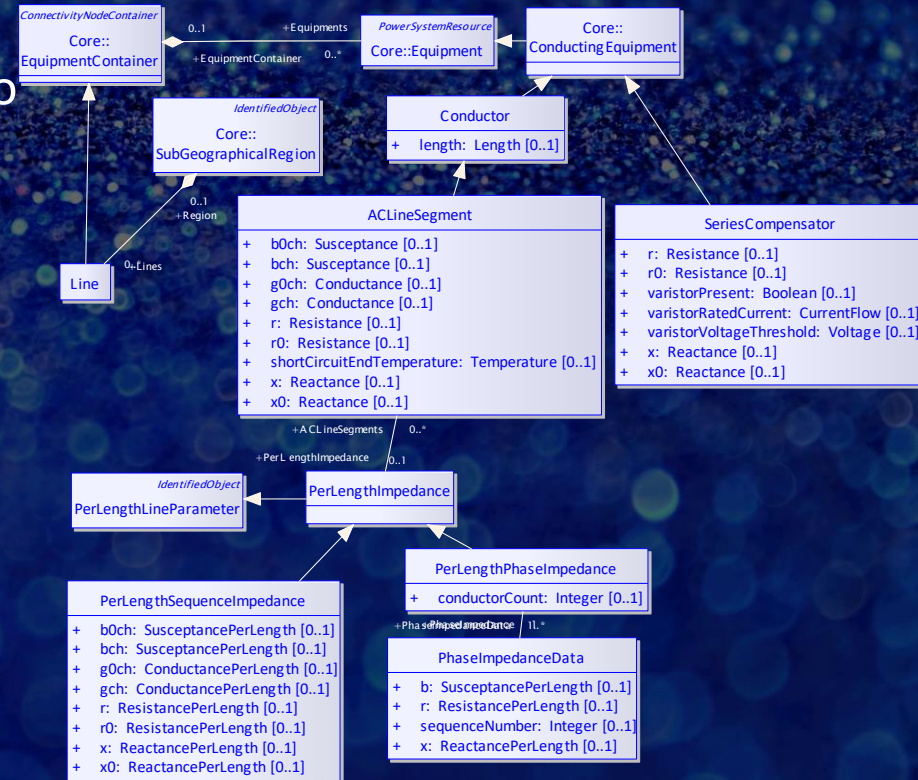 ConnectivityNodeContainer
Core::
EquipmentContainer
0..1
+Equipments
+EquipmentContainer
0..*
PowerSystemResource
Core::Equipment
Core::
ConductingEquipment
IdentifiedObject
Core::
SubGeographicalRegion
0..1
+Region
0..*
+Lines
Line
Conductor
+ length: Length [0..1]
ACLineSegment
+ b0ch: Susceptance [0..1]
+ bch: Susceptance [0..1]
+ g0ch: Conductance [0..1]
+ gch: Conductance [0..1]
+ r: Resistance [0..1]
+ r0: Resistance [0..1]
+ shortCircuitEndTemperature: Temperature [0..1]
+ x: Reactance [0..1]
+ x0: Reactance [0..1]
SeriesCompensator
+ r: Resistance [0..1]
+ r0: Resistance [0..1]
+ varistorPresent: Boolean [0..1]
+ varistorRatedCurrent: CurrentFlow [0..1]
+ varistorVoltageThreshold: Voltage [0..1]
+ x: Reactance [0..1]
+ x0: Reactance [0..1]
+ACLineSegments 0..*
+PerLengthImpedance 0..1
IdentifiedObject
PerLengthLineParameter
PerLengthImpedance
PerLengthPhaseImpedance
+ conductorCount: Integer [0..1]
PerLengthSequenceImpedance
+ b0ch: SusceptancePerLength [0..1]
+ bch: SusceptancePerLength [0..1]
+ g0ch: ConductancePerLength [0..1]
+ gch: ConductancePerLength [0..1]
+ r: ResistancePerLength [0..1]
+ r0: ResistancePerLength [0..1]
+ x: ReactancePerLength [0..1]
+ x0: ReactancePerLength [0..1]
+PhaseImpedanceData
+PhaseImpedance
1..*
PhaseImpedanceData
+ b: SusceptancePerLength [0..1]
+ r: ResistancePerLength [0..1]
+ sequenceNumber: Integer [0..1]
+ x: ReactancePerLength [0..1]